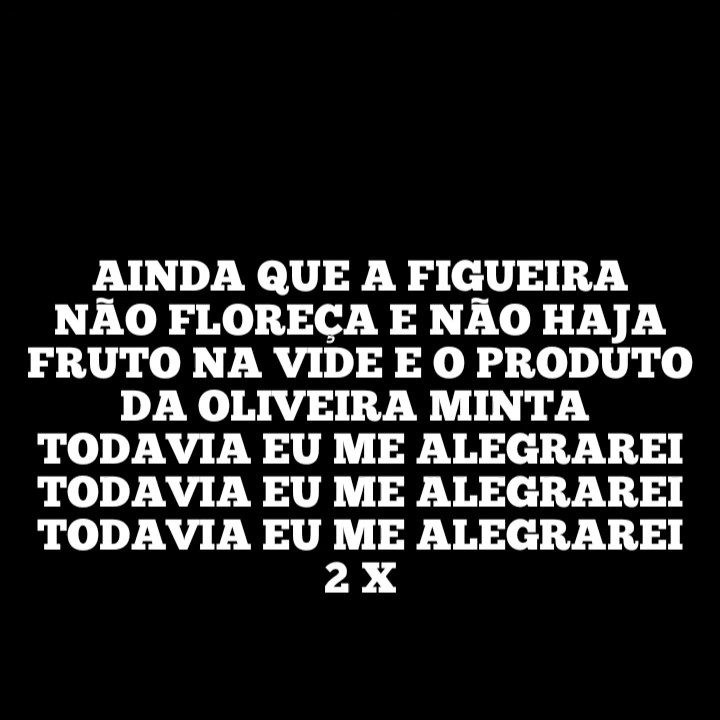 AINDA QUE A FIGUEIRA
NÃO FLOREÇA E NÃO HAJA
FRUTO NA VIDE E O PRODUTO
DA OLIVEIRA MINTA
TODAVIA EU ME ALEGRAREI
TODAVIA EU ME ALEGRAREI
TODAVIA EU ME ALEGRAREI
2 X